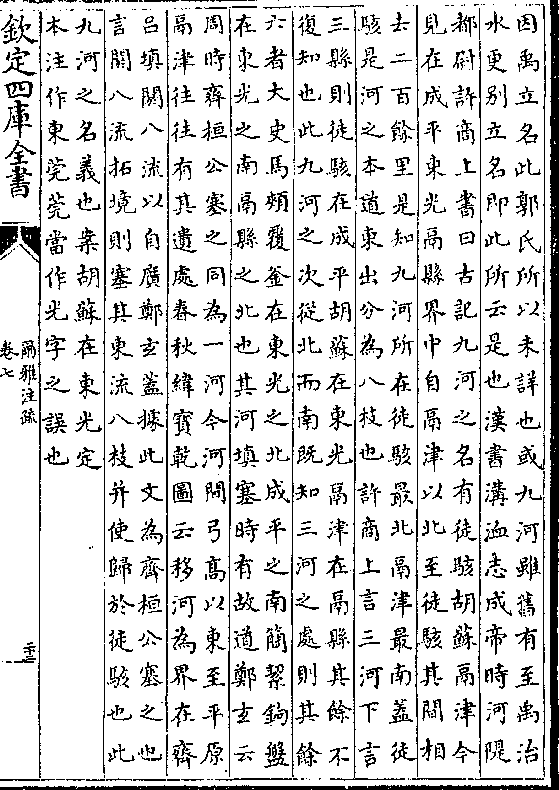 因禹立名此郭氏所以未詳也或九河雖舊有至禹治
水更别立名即此所云是也漢書溝洫志成帝時河隄
都尉許商上書曰古記九河之名有徒駭胡蘇鬲津今
見在成平東光鬲縣界中自鬲津以北至徒駭其間相
去二百餘里是知九河所在徒駭最北鬲津最南蓋徒
駭是河之本道東出分為八枝也許商上言三河下言
三縣則徒駭在成平胡蘇在東光鬲津在鬲縣其餘不
復知也此九河之次從北而南既知三河之處則其餘
六者大史馬頰覆釜在東光之北成平之南簡絜鉤盤
在東光之南鬲縣之北也其河填塞時有故道鄭玄云
周時齊桓公塞之同為一河今河間弓高以東至平原
鬲津往往有其遺處春秋緯寳乾圖云移河為界在齊
吕填閼八流以自廣鄭玄蓋據此文為齊桓公塞之也
言閼八流拓境則塞其東流八枝并使歸於徒駭也此
九河之名義也案胡蘇在東光定
本注作東莞莞當作光字之誤也
欽定四庫全書
爾雅注疏
卷七